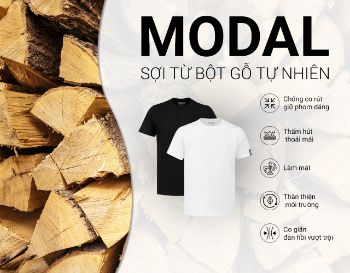 MODAL
SỢI TỪ BỘT GỖ TỰ NHIÊN
Chống co rút
giữ phom dáng
Thấm hút
thoải mái
Làm mát
Thân thiện
môi trường
Co giãn
đàn hồi vượt trội